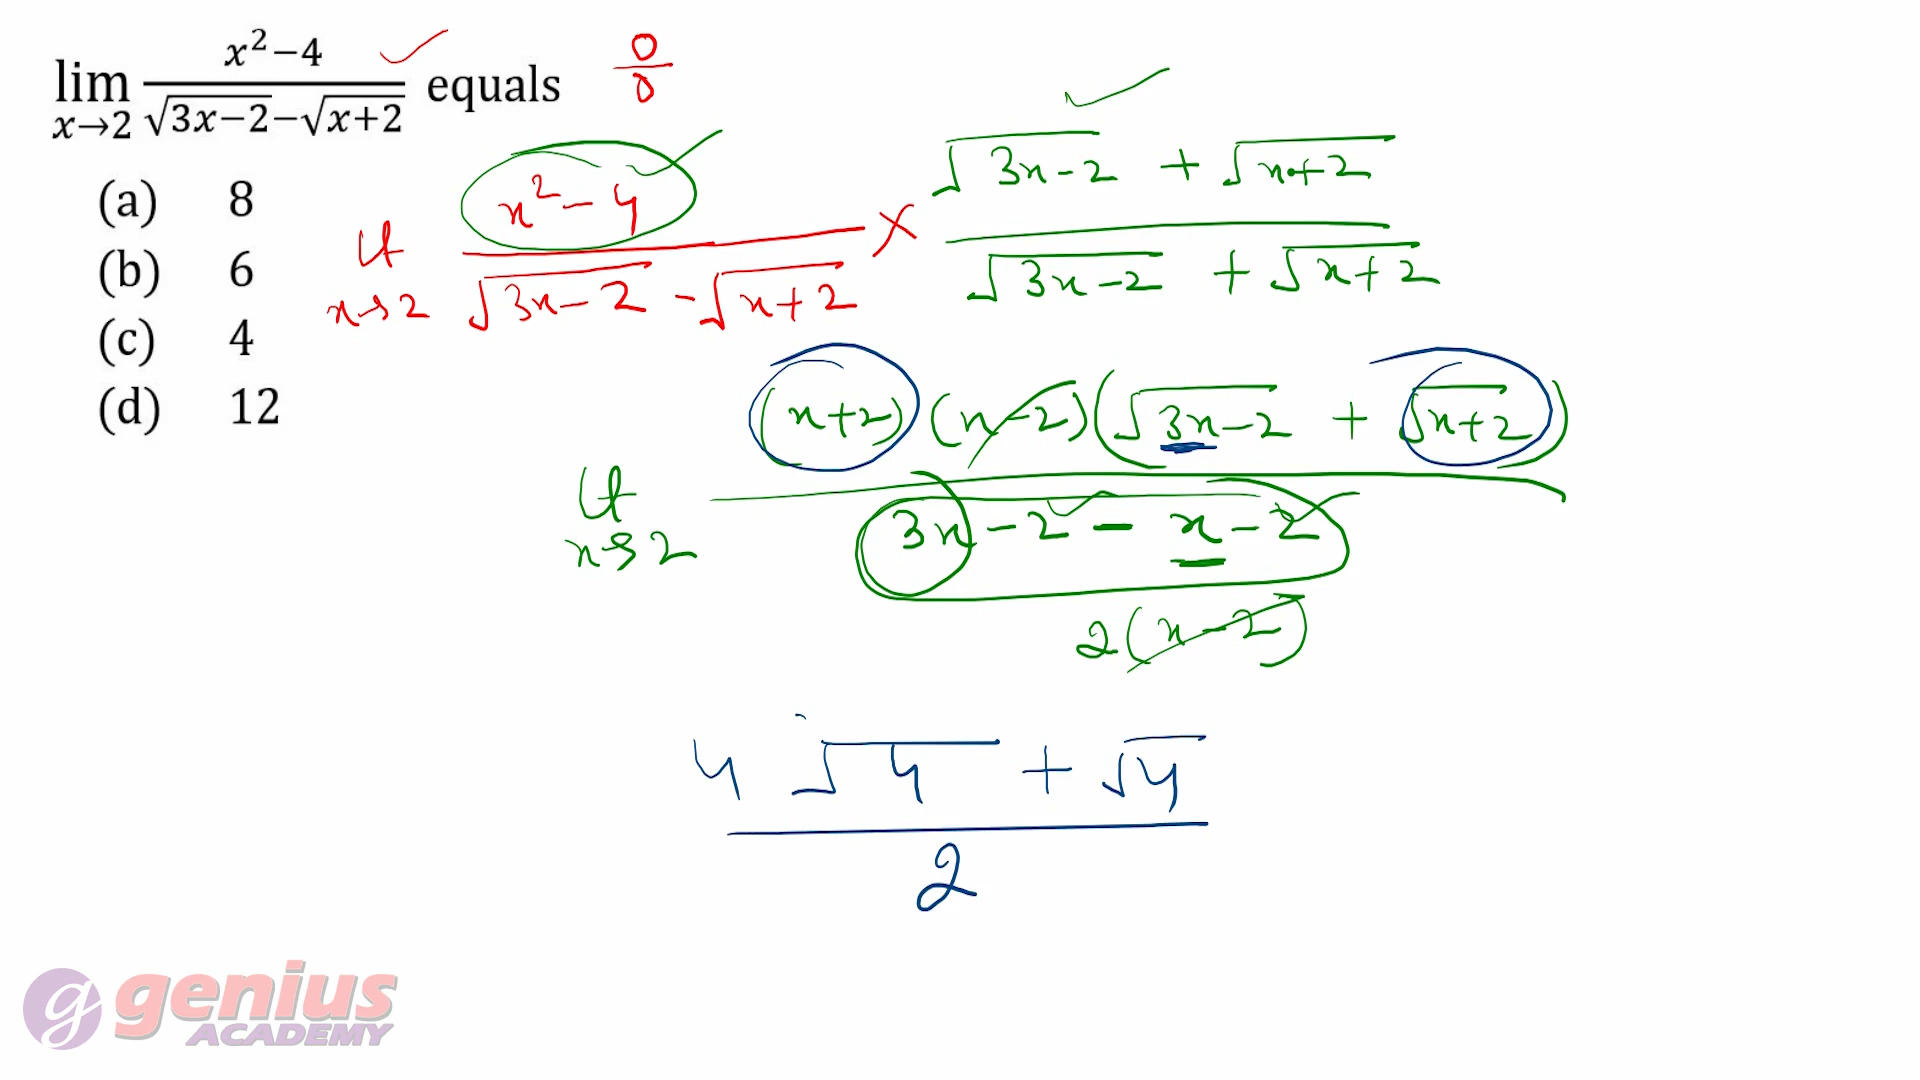 lim x→2 x²−4 / √3x−2−√x+2 equals
(a) 8
(b) 6
(c) 4
(d) 12
0/0
lt x→2 x²−4 / √3x−2 − √x+2 × √3x−2 + √x+2 / √3x−2 + √x+2
lt x→2 (x+2)(x−2)(√3x−2 + √x+2) / 3x−2−x−2
2(x−2)
4 √4 + √4 / 2
g genius
ACADEMY